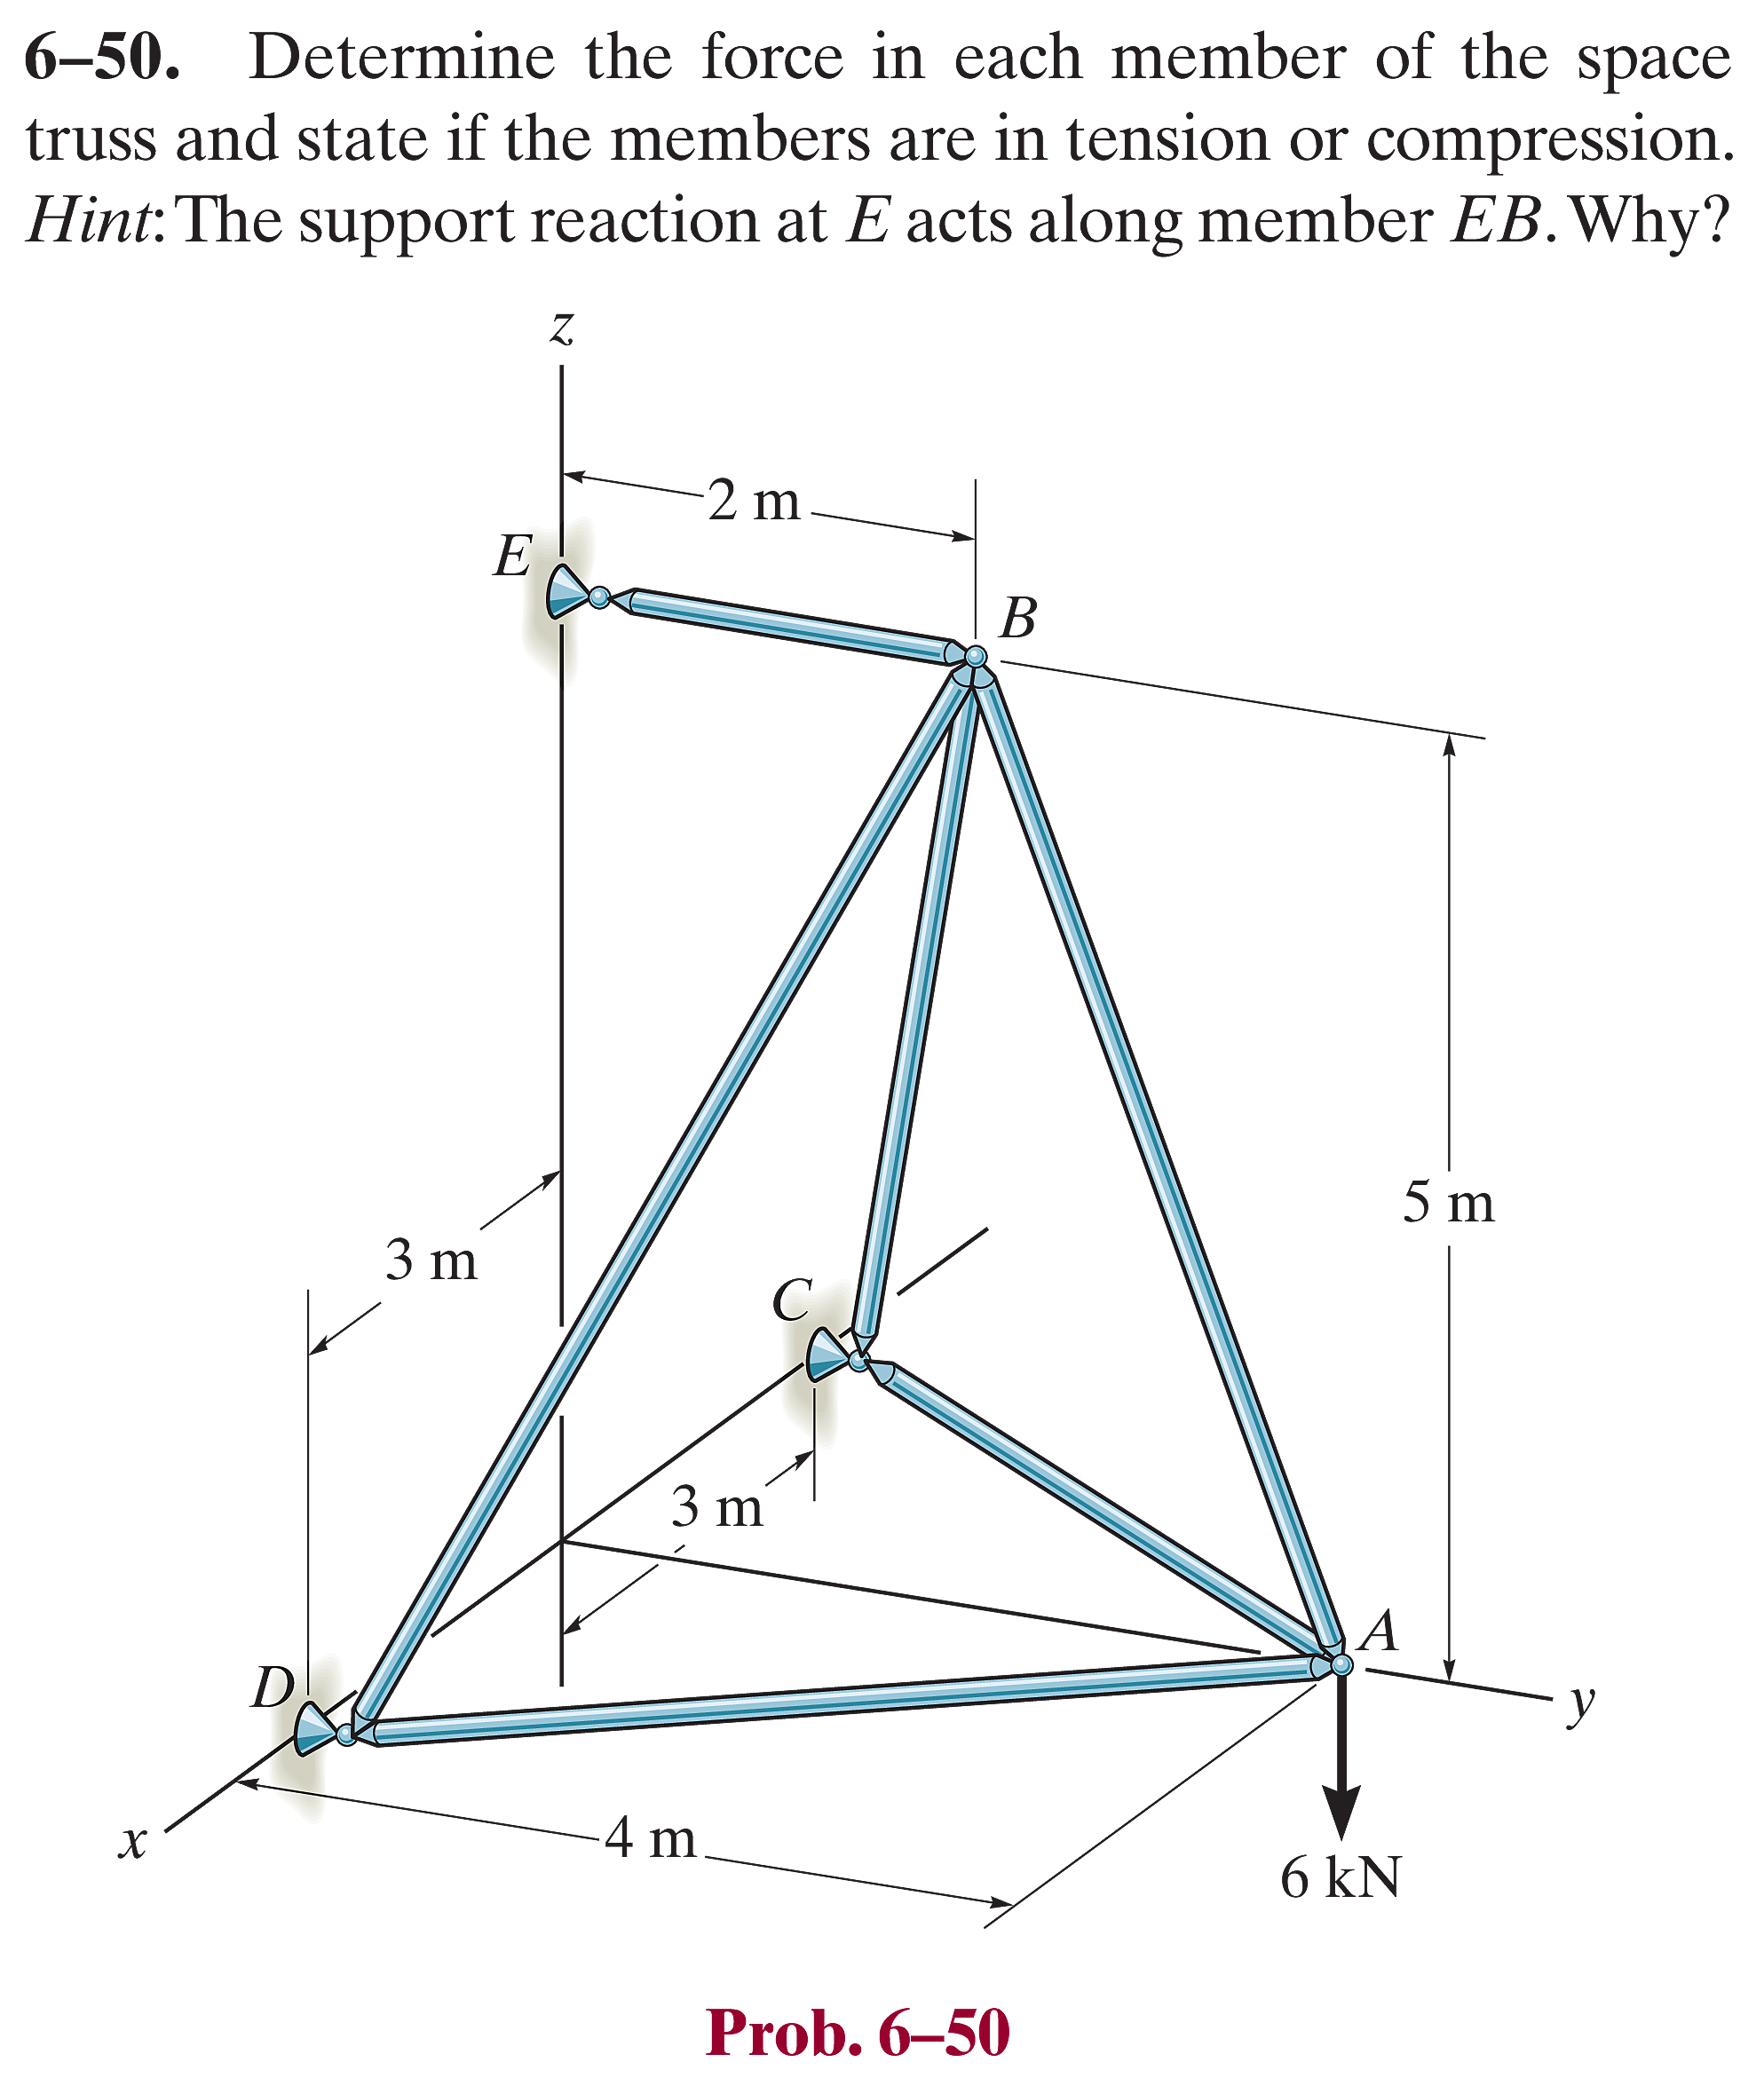 6–50. Determine the force in each member of the space
truss and state if the members are in tension or compression.
Hint: The support reaction at E acts along member EB. Why?
z
2 m
E
B
5 m
3 m
C
3 m
A
D
y
x
4 m
6 kN
Prob. 6–50